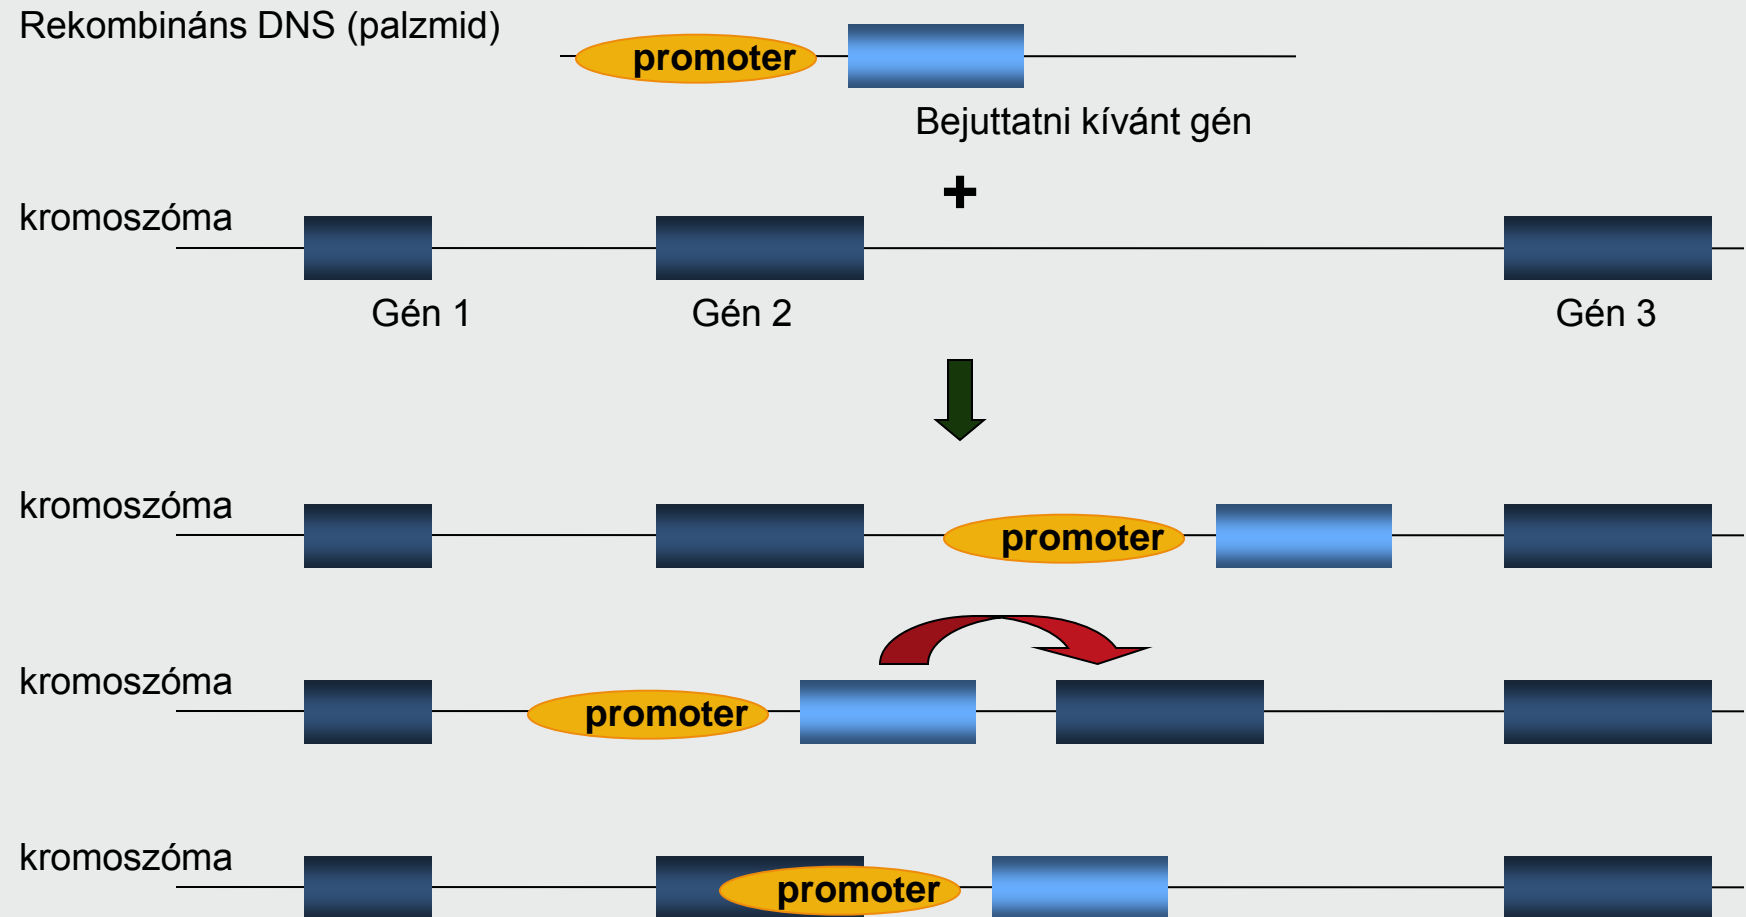 Rekombináns DNS (palzmid)
promoter
Bejuttatni kívánt gén
+
kromoszóma
Gén 1
Gén 2
Gén 3
kromoszóma
promoter
kromoszóma
promoter
kromoszóma
promoter